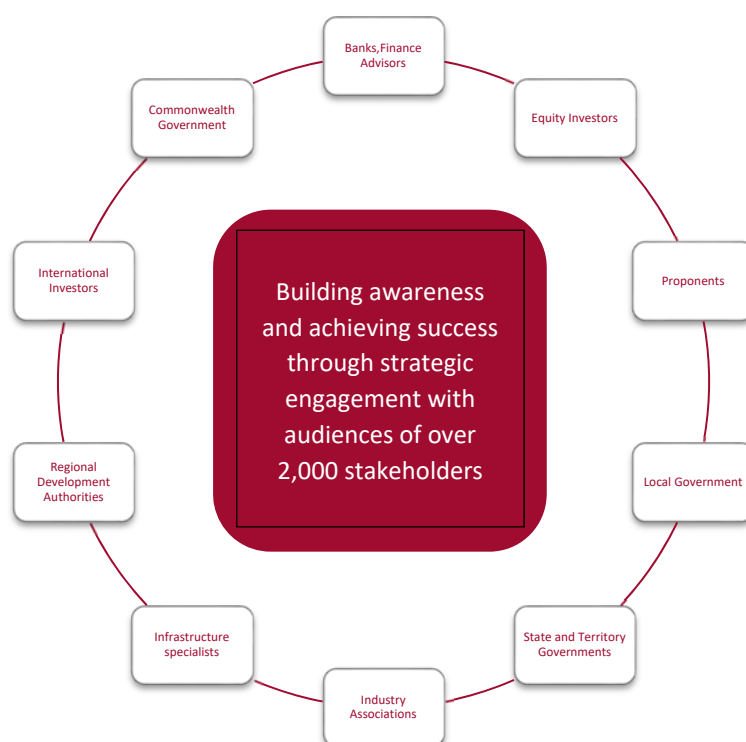 Banks,Finance
Advisors
Equity Investors
Proponents
Local Government
State and Territory
Governments
Industry
Associations
Infrastructure
specialists
Regional
Development
Authorities
International
Investors
Commonwealth
Government
Building awareness
and achieving success
through strategic
engagement with
audiences of over
2,000 stakeholders